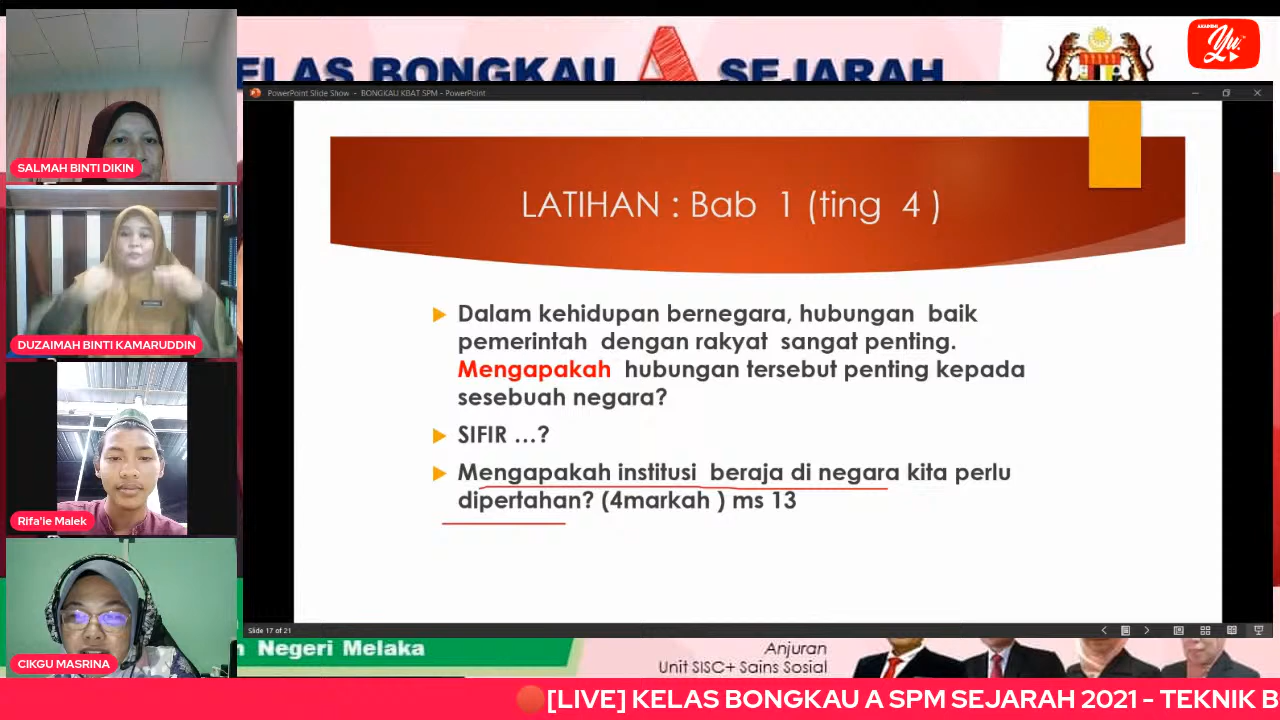 KELAS BONGKAU A SEJARAH
AKADEMI
Yu
PowerPoint Slide Show - BONGKAU KBAT SPM - PowerPoint
SALMAH BINTI DIKIN
DUZAIMAH BINTI KAMARUDDIN
Rifa'ie Malek
CIKGU MASRINA
LATIHAN : Bab 1 (ting 4 )
Dalam kehidupan bernegara, hubungan baik
pemerintah dengan rakyat sangat penting.
Mengapakah hubungan tersebut penting kepada
sesebuah negara?
SIFIR ...?
Mengapakah institusi beraja di negara kita perlu
dipertahan? (4markah ) ms 13
Slide 17 of 21
Negeri Melaka
Anjuran
Unit SISC+ Sains Sosial
[LIVE] KELAS BONGKAU A SPM SEJARAH 2021 - TEKNIK B